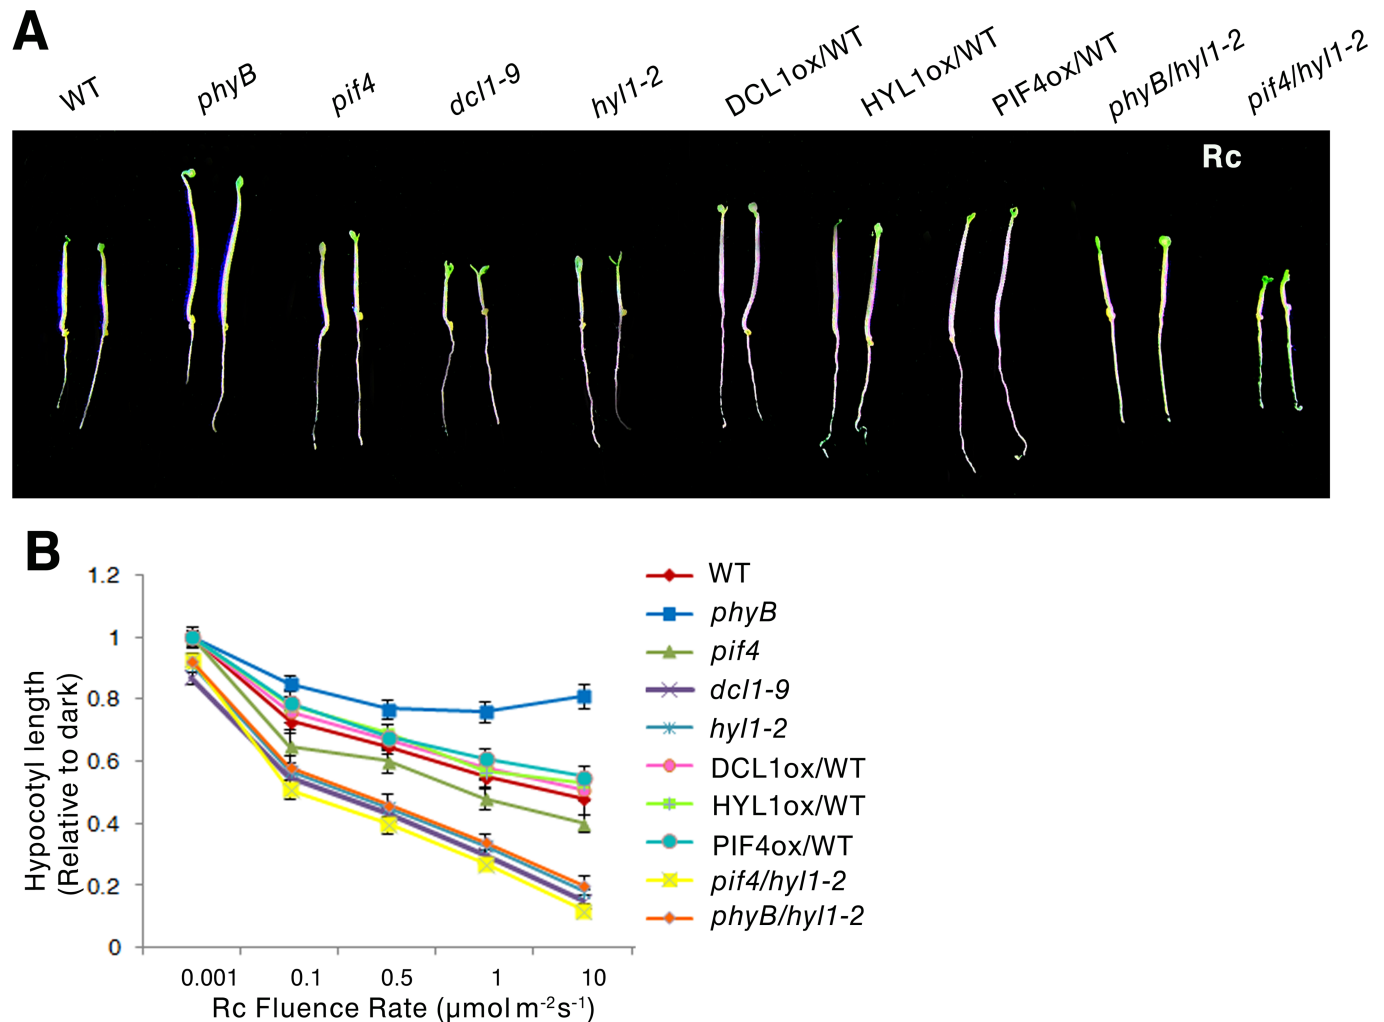 A
WT phyB pif4 dcl1-9 hyl1-2 DCL1ox/WT HYL1ox/WT PIF4ox/WT phyB/hyl1-2 pif4/hyl1-2
Rc
B
Hypocotyl length
(Relative to dark)
1.2
1
0.8
0.6
0.4
0.2
0
0.001 0.1 0.5 1 10
Rc Fluence Rate (µmol m⁻²s⁻¹)
WT
phyB
pif4
dcl1-9
hyl1-2
DCL1ox/WT
HYL1ox/WT
PIF4ox/WT
pif4/hyl1-2
phyB/hyl1-2